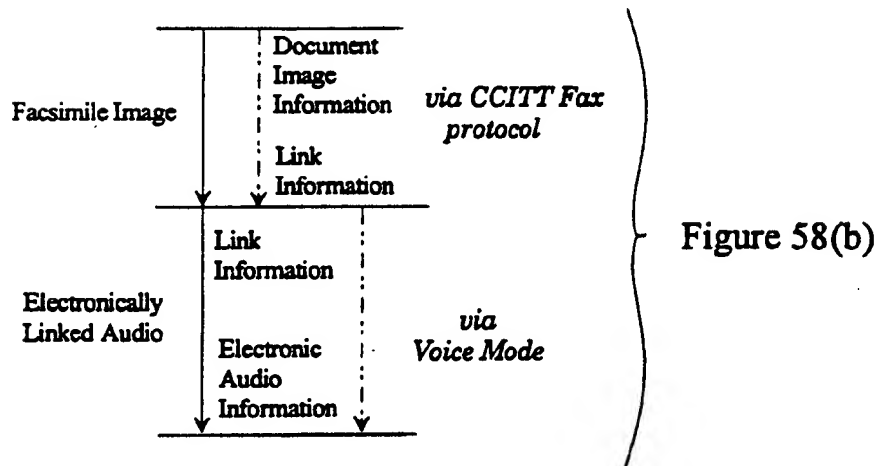 Facsimile Image
Document
Image
Information
Link
Information
via CCITT Fax
protocol
Electronically
Linked Audio
Link
Information
Electronic
Audio
Information
via
Voice Mode
Figure 58(b)